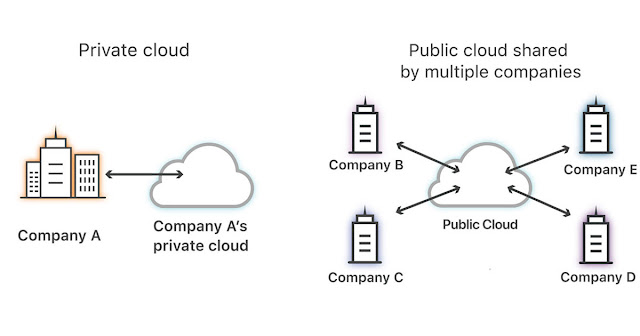 Private cloud
Company A
Company A's
private cloud
Public cloud shared
by multiple companies
Company B
Company E
Public Cloud
Company C
Company D